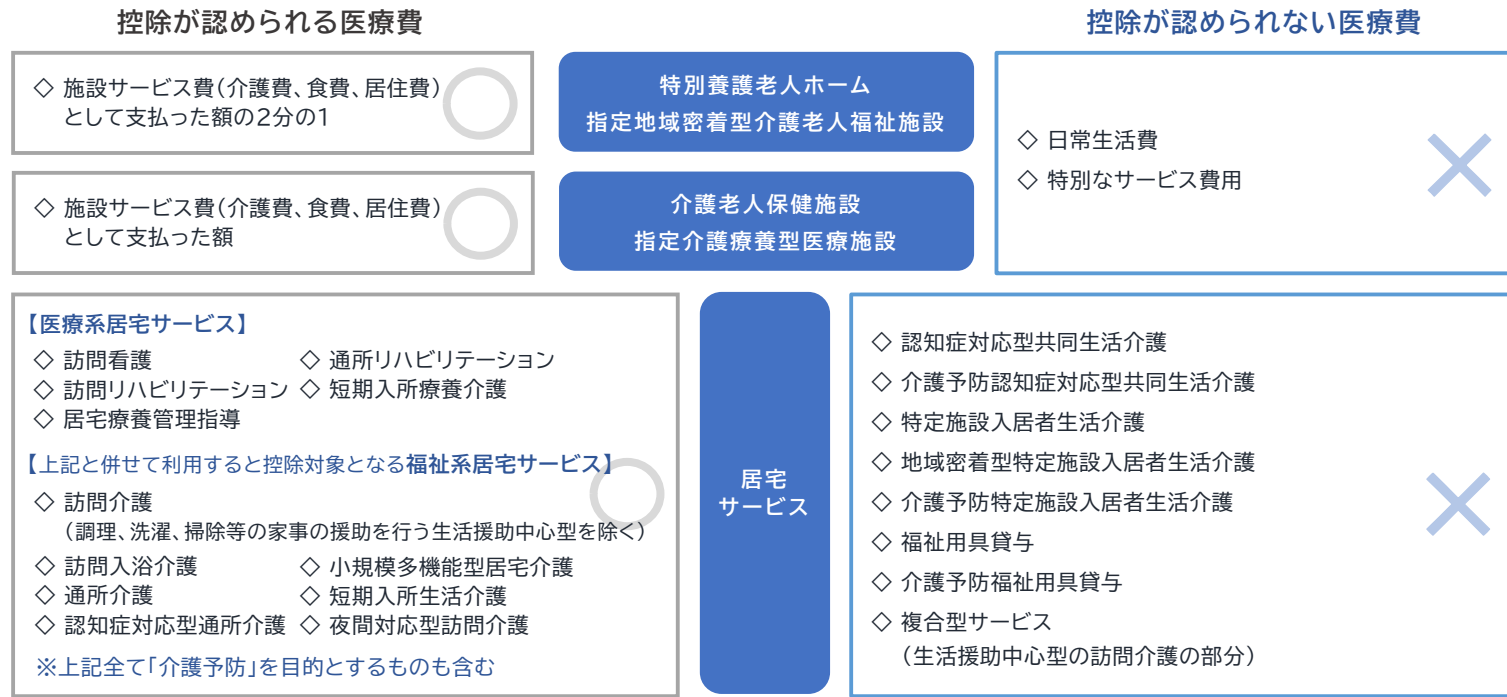 控除が認められる医療費
控除が認められない医療費
◇ 施設サービス費(介護費、食費、居住費)
として支払った額の2分の1
特別養護老人ホーム
指定地域密着型介護老人福祉施設
◇ 施設サービス費(介護費、食費、居住費)
として支払った額
介護老人保健施設
指定介護療養型医療施設
◇ 日常生活費
◇ 特別なサービス費用
【医療系居宅サービス】
◇ 訪問看護 ◇ 通所リハビリテーション
◇ 訪問リハビリテーション ◇ 短期入所療養介護
◇ 居宅療養管理指導
【上記と併せて利用すると控除対象となる福祉系居宅サービス】
◇ 訪問介護
(調理、洗濯、掃除等の家事の援助を行う生活援助中心型を除く)
◇ 訪問入浴介護 ◇ 小規模多機能型居宅介護
◇ 通所介護 ◇ 短期入所生活介護
◇ 認知症対応型通所介護 ◇ 夜間対応型訪問介護
※上記全て「介護予防」を目的とするものも含む
居宅
サービス
◇ 認知症対応型共同生活介護
◇ 介護予防認知症対応型共同生活介護
◇ 特定施設入居者生活介護
◇ 地域密着型特定施設入居者生活介護
◇ 介護予防特定施設入居者生活介護
◇ 福祉用具貸与
◇ 介護予防福祉用具貸与
◇ 複合型サービス
(生活援助中心型の訪問介護の部分)